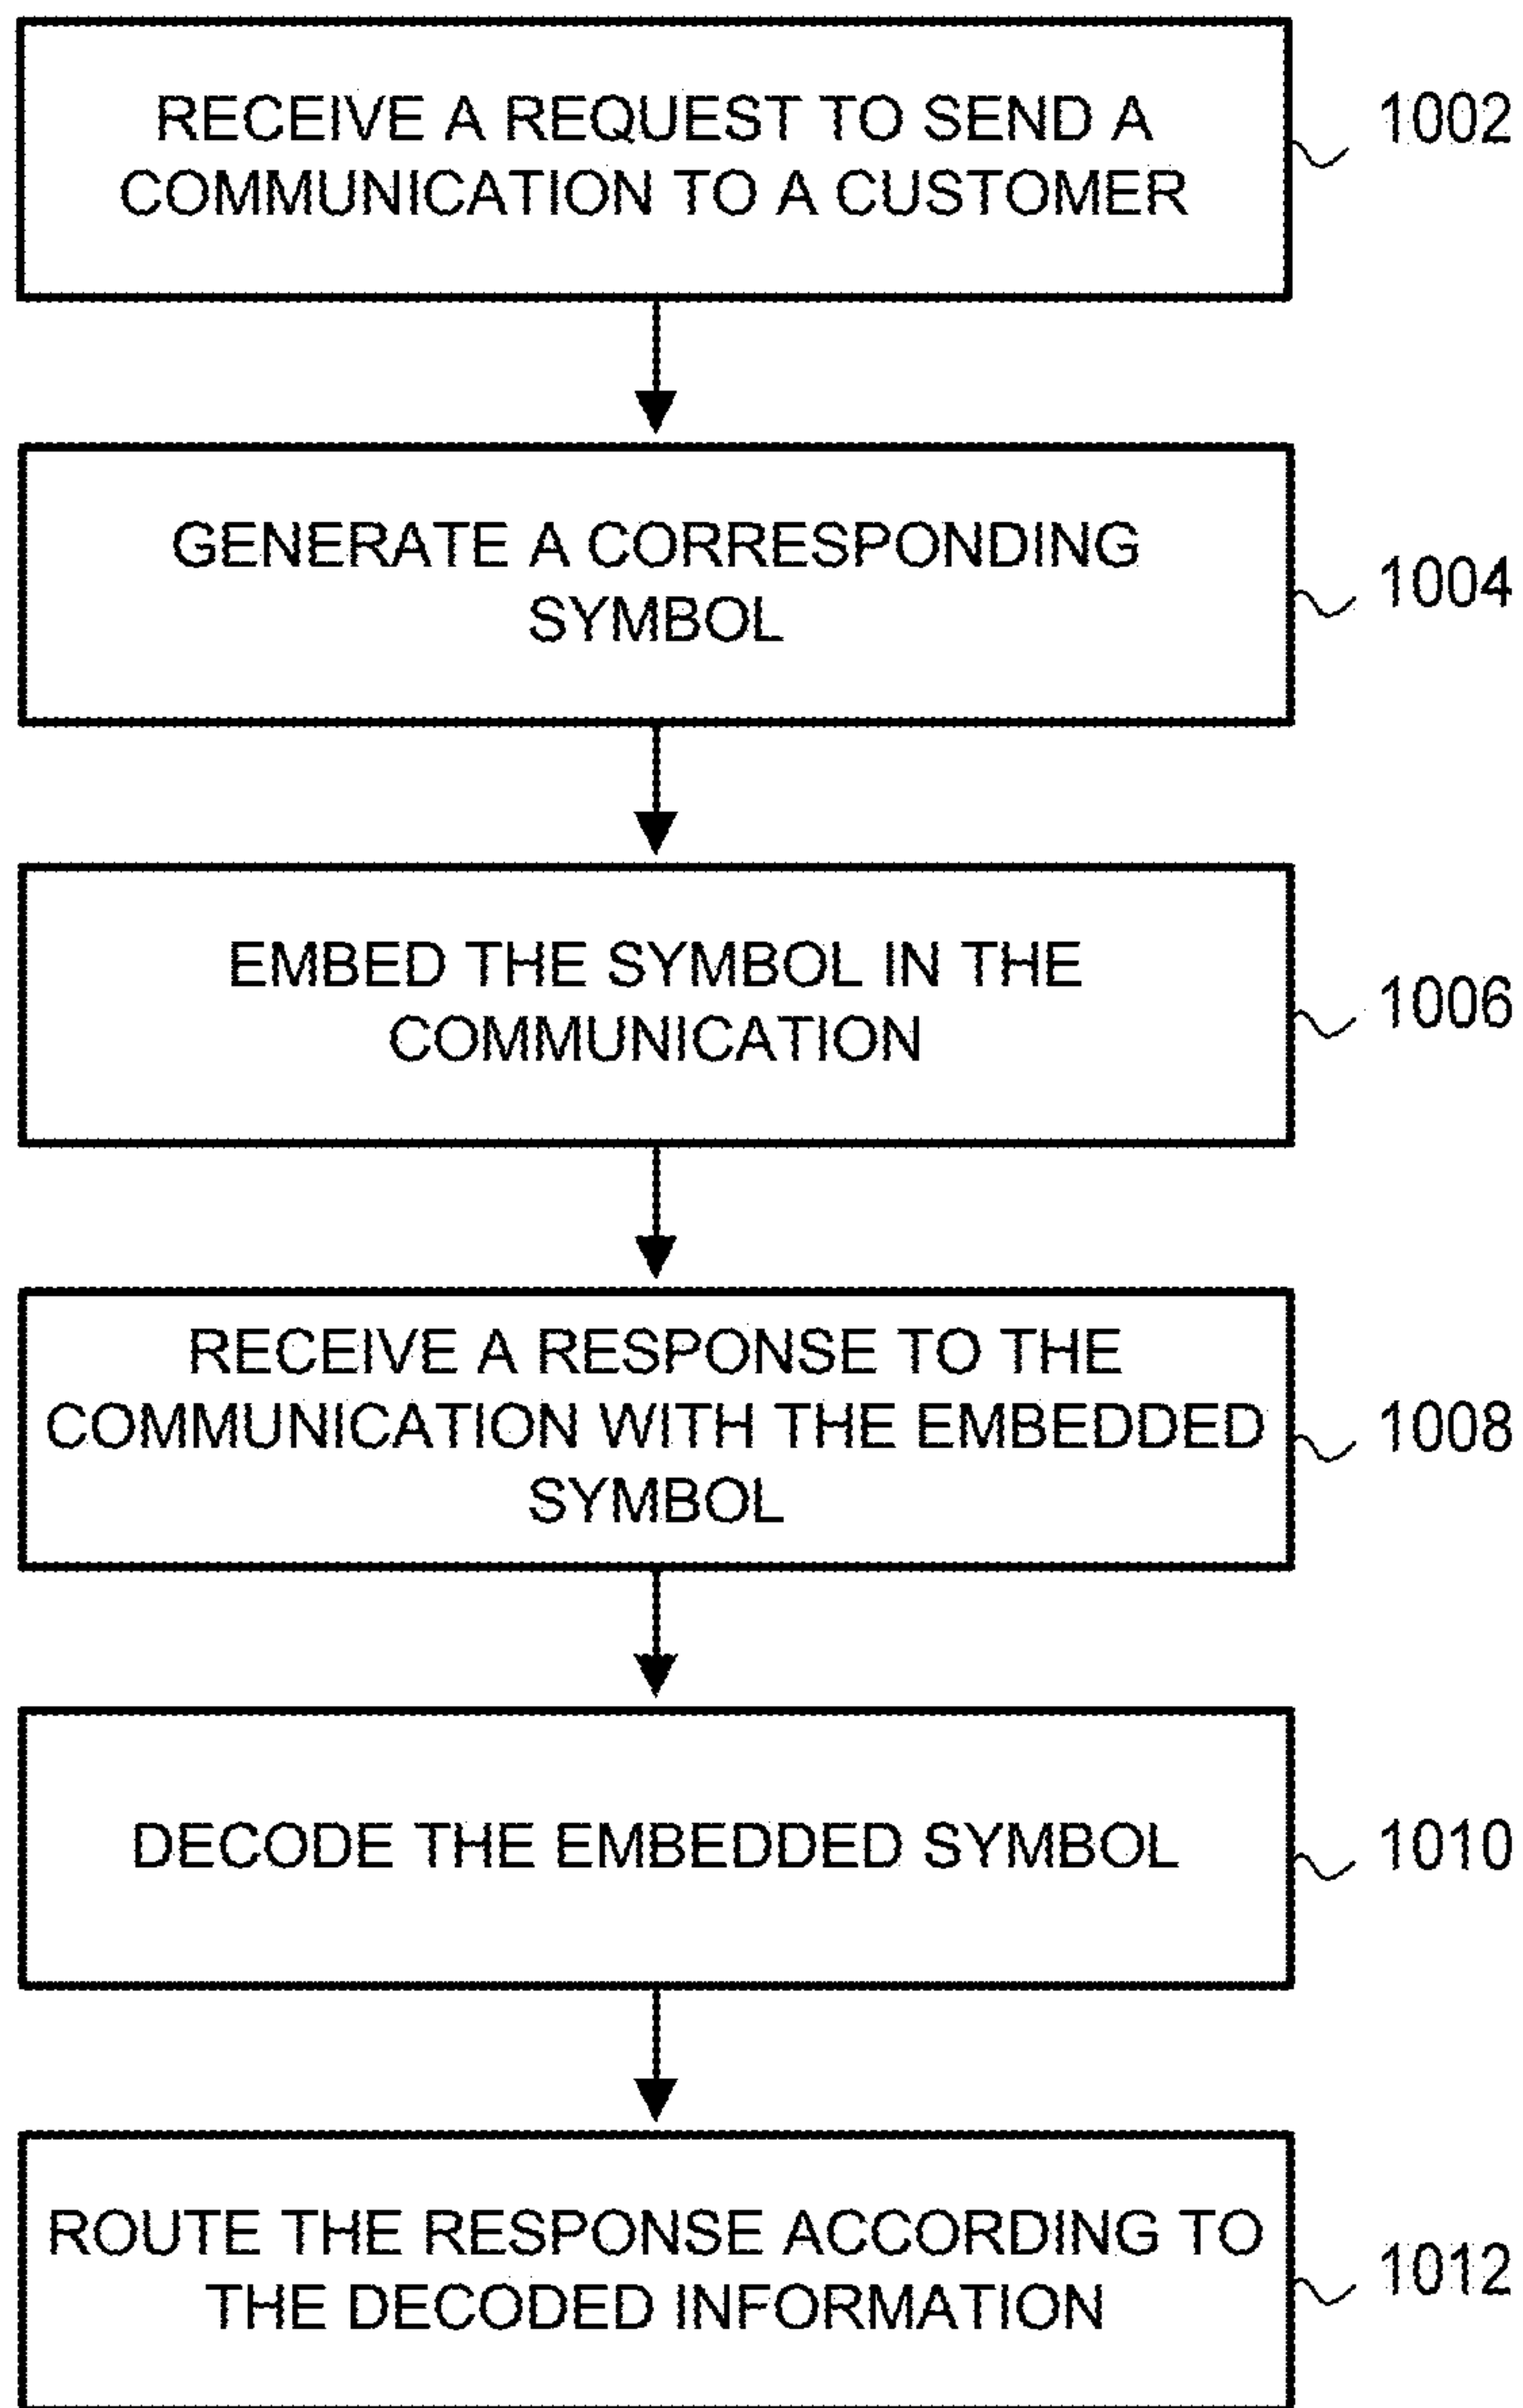 RECEIVE A REQUEST TO SEND A
COMMUNICATION TO A CUSTOMER
1002
GENERATE A CORRESPONDING
SYMBOL
1004
EMBED THE SYMBOL IN THE
COMMUNICATION
1006
RECEIVE A RESPONSE TO THE
COMMUNICATION WITH THE EMBEDDED
SYMBOL
1008
DECODE THE EMBEDDED SYMBOL
1010
ROUTE THE RESPONSE ACCORDING TO
THE DECODED INFORMATION
1012